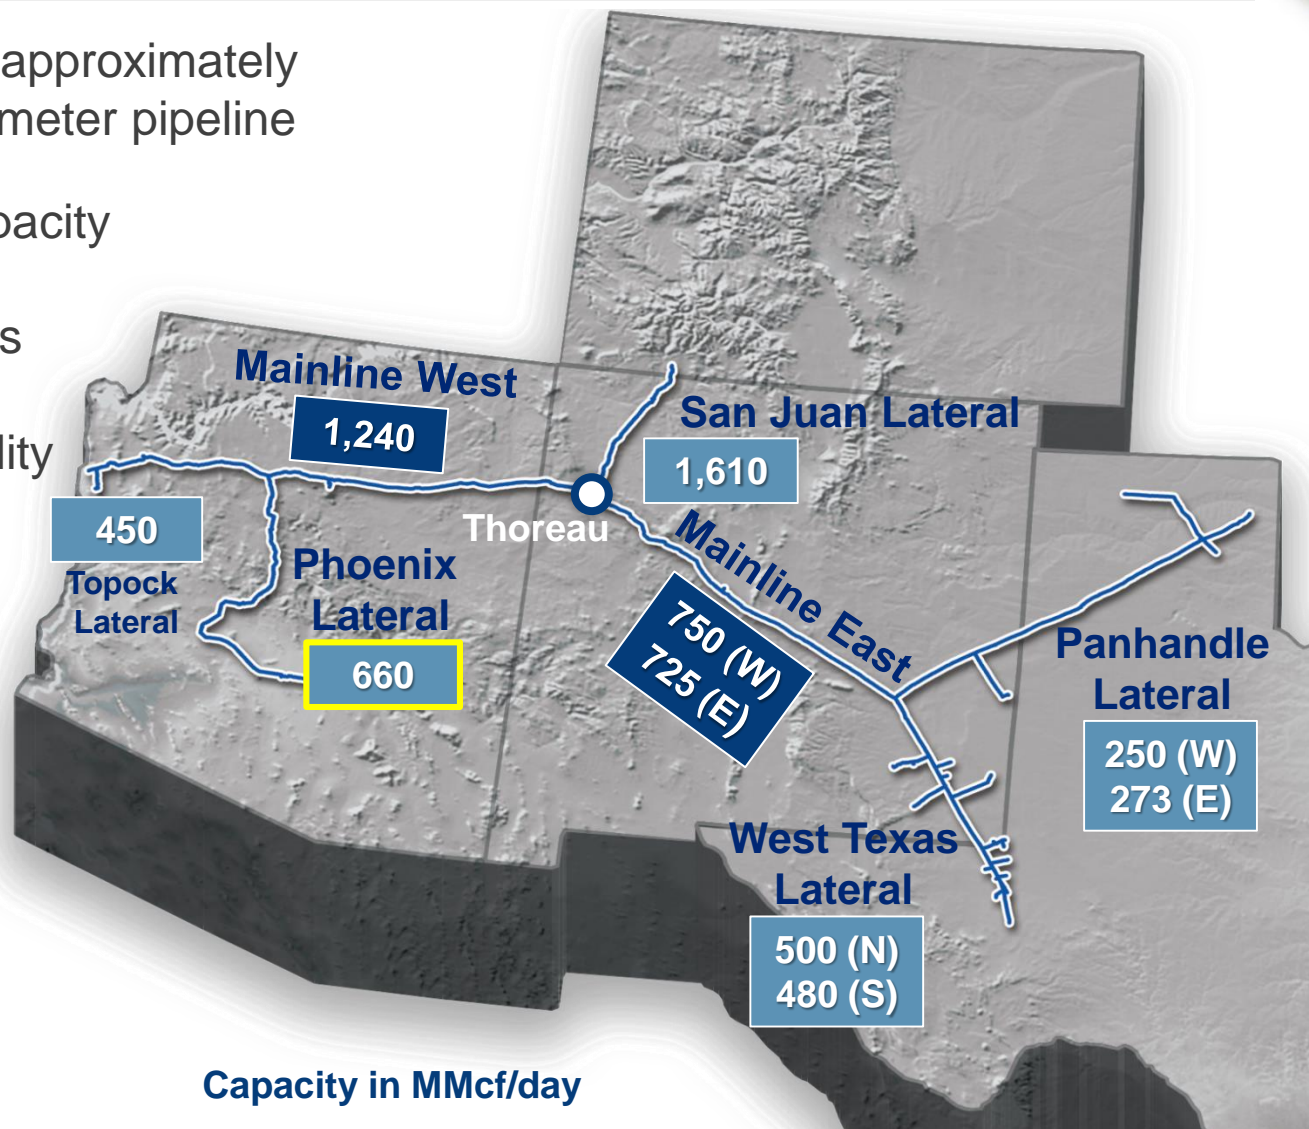 approximately
meter pipeline
pacity
s
lity
Mainline West
1,240
San Juan Lateral
1,610
450
Topock
Lateral
Thoreau
Phoenix
Lateral
660
Mainline East
750 (W)
725 (E)
Panhandle
Lateral
250 (W)
273 (E)
West Texas
Lateral
500 (N)
480 (S)
Capacity in MMcf/day